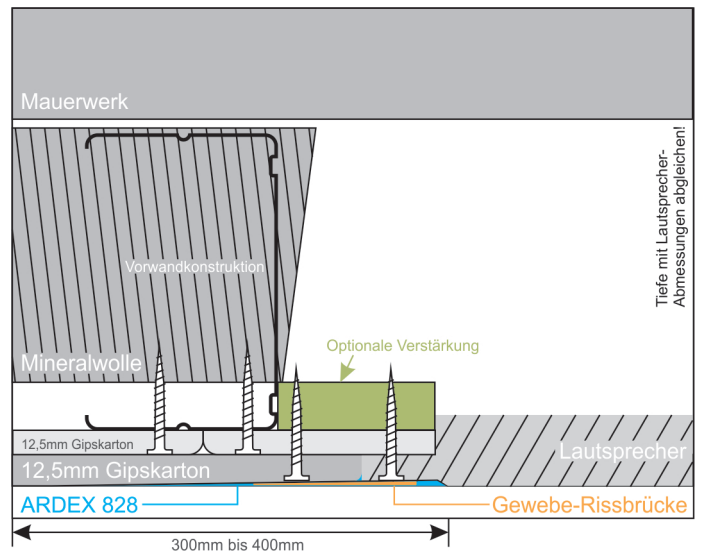 Mauerwerk
Tiefe mit Lautsprecher-
Abmessungen abgleichen!
Vorwandkonstruktion
Optionale Verstärkung
Mineralwolle
12,5mm Gipskarton
Lautsprecher
12,5mm Gipskarton
ARDEX 828
Gewebe-Rissbrücke
300mm bis 400mm